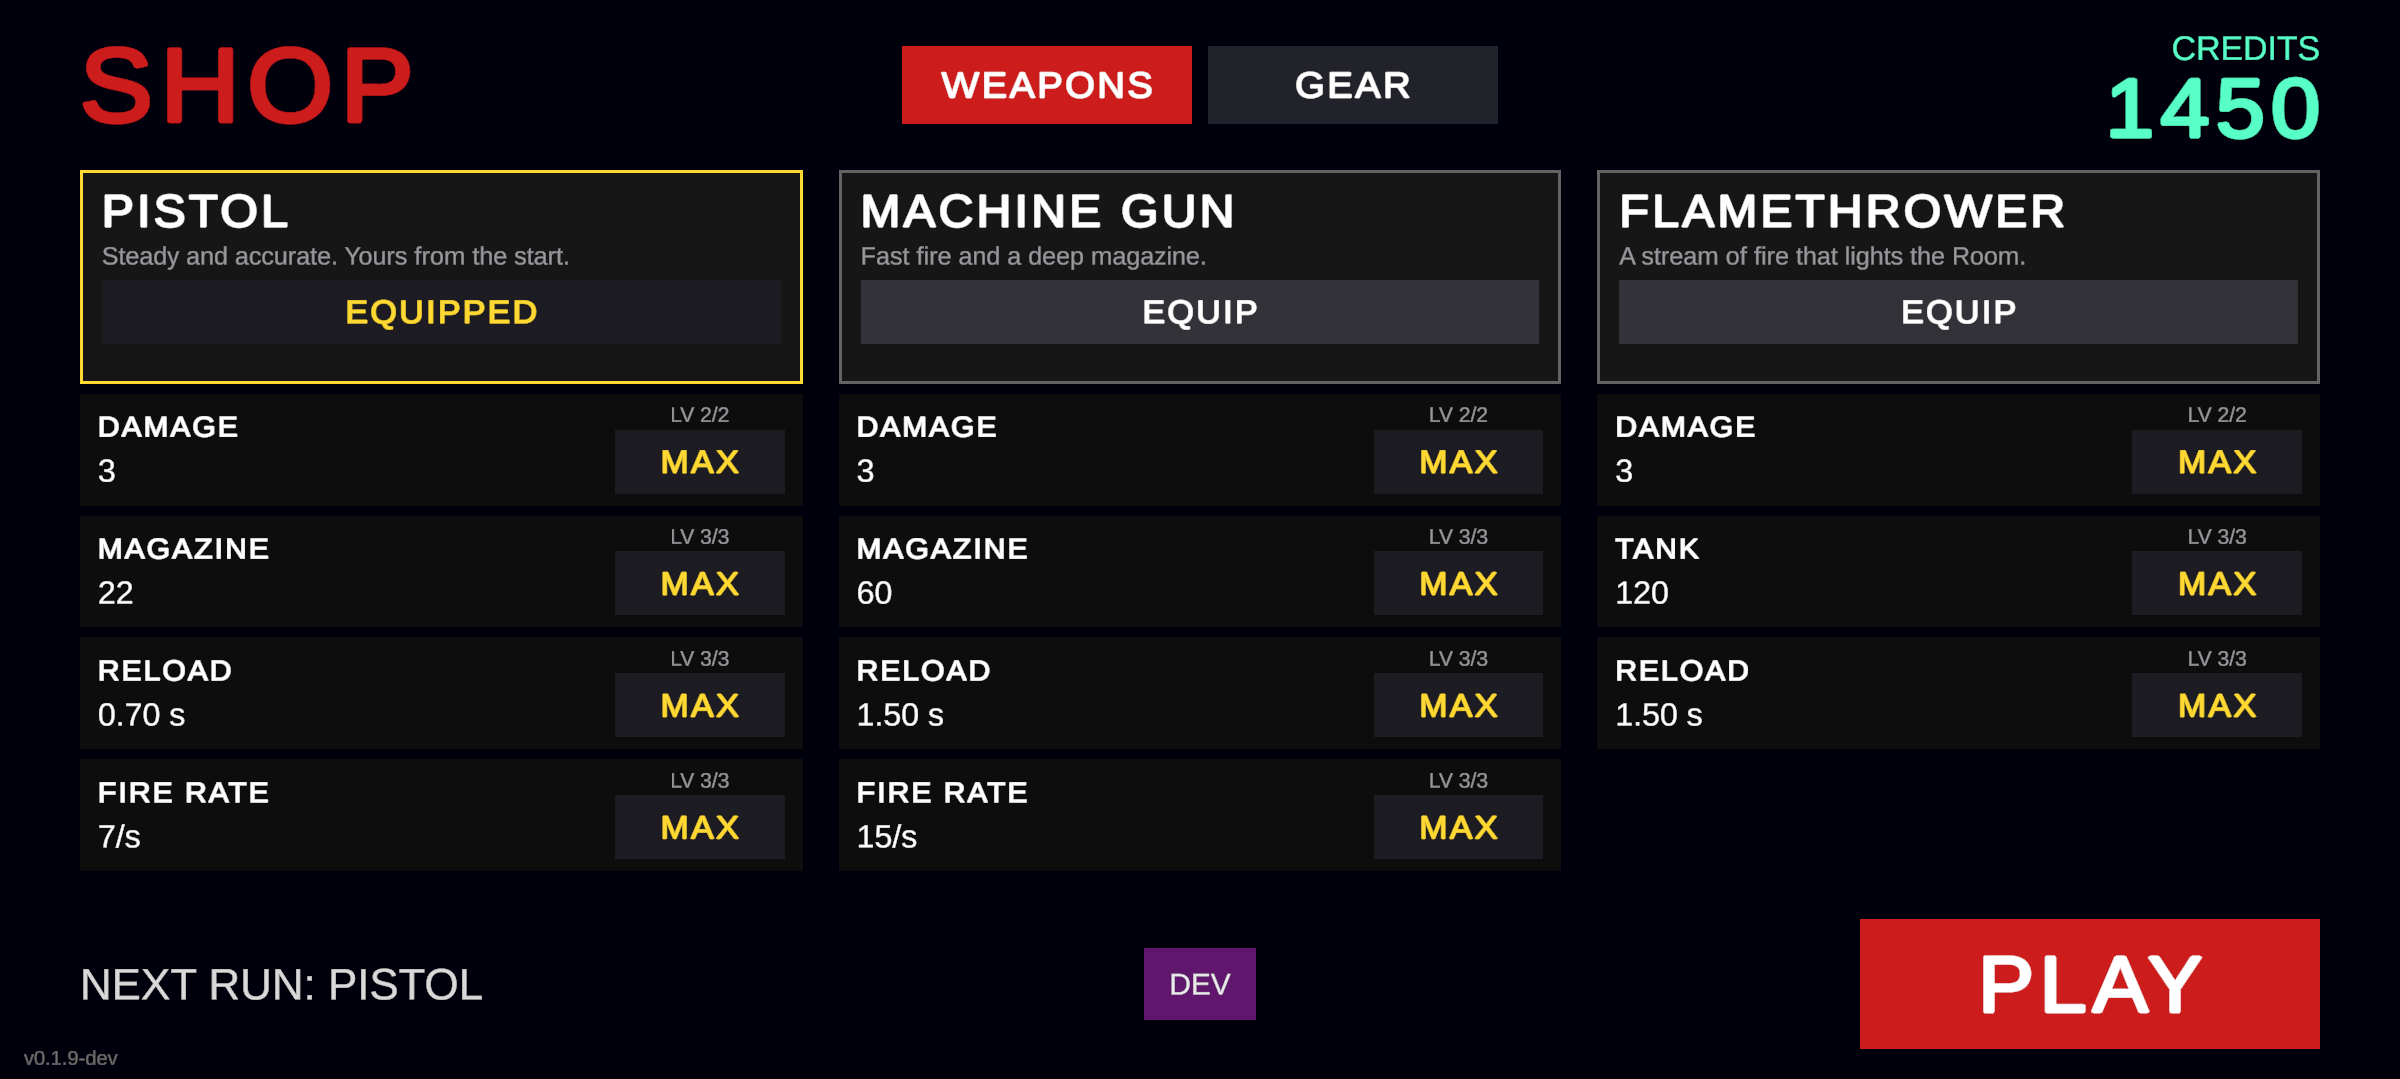 SHOP
WEAPONS
GEAR
CREDITS
1450
PISTOL
Steady and accurate. Yours from the start.
EQUIPPED
DAMAGE
3
LV 2/2
MAX
MAGAZINE
22
LV 3/3
MAX
RELOAD
0.70 s
LV 3/3
MAX
FIRE RATE
7/s
LV 3/3
MAX
MACHINE GUN
Fast fire and a deep magazine.
EQUIP
DAMAGE
3
LV 2/2
MAX
MAGAZINE
60
LV 3/3
MAX
RELOAD
1.50 s
LV 3/3
MAX
FIRE RATE
15/s
LV 3/3
MAX
FLAMETHROWER
A stream of fire that lights the Room.
EQUIP
DAMAGE
3
LV 2/2
MAX
TANK
120
LV 3/3
MAX
RELOAD
1.50 s
LV 3/3
MAX
NEXT RUN: PISTOL
DEV
PLAY
v0.1.9-dev